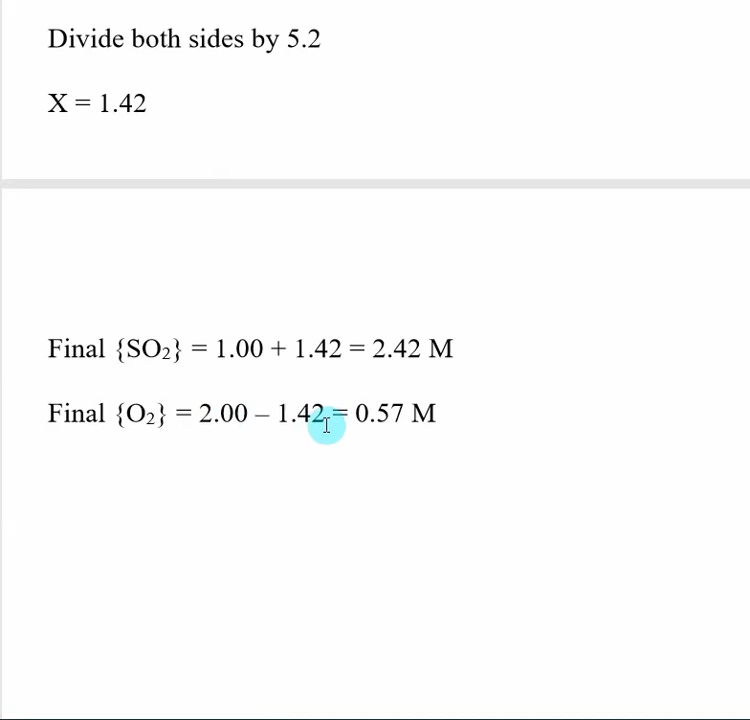 Divide both sides by 5.2
X = 1.42
Final {SO₂} = 1.00 + 1.42 = 2.42 M
Final {O₂} = 2.00 – 1.42 = 0.57 M